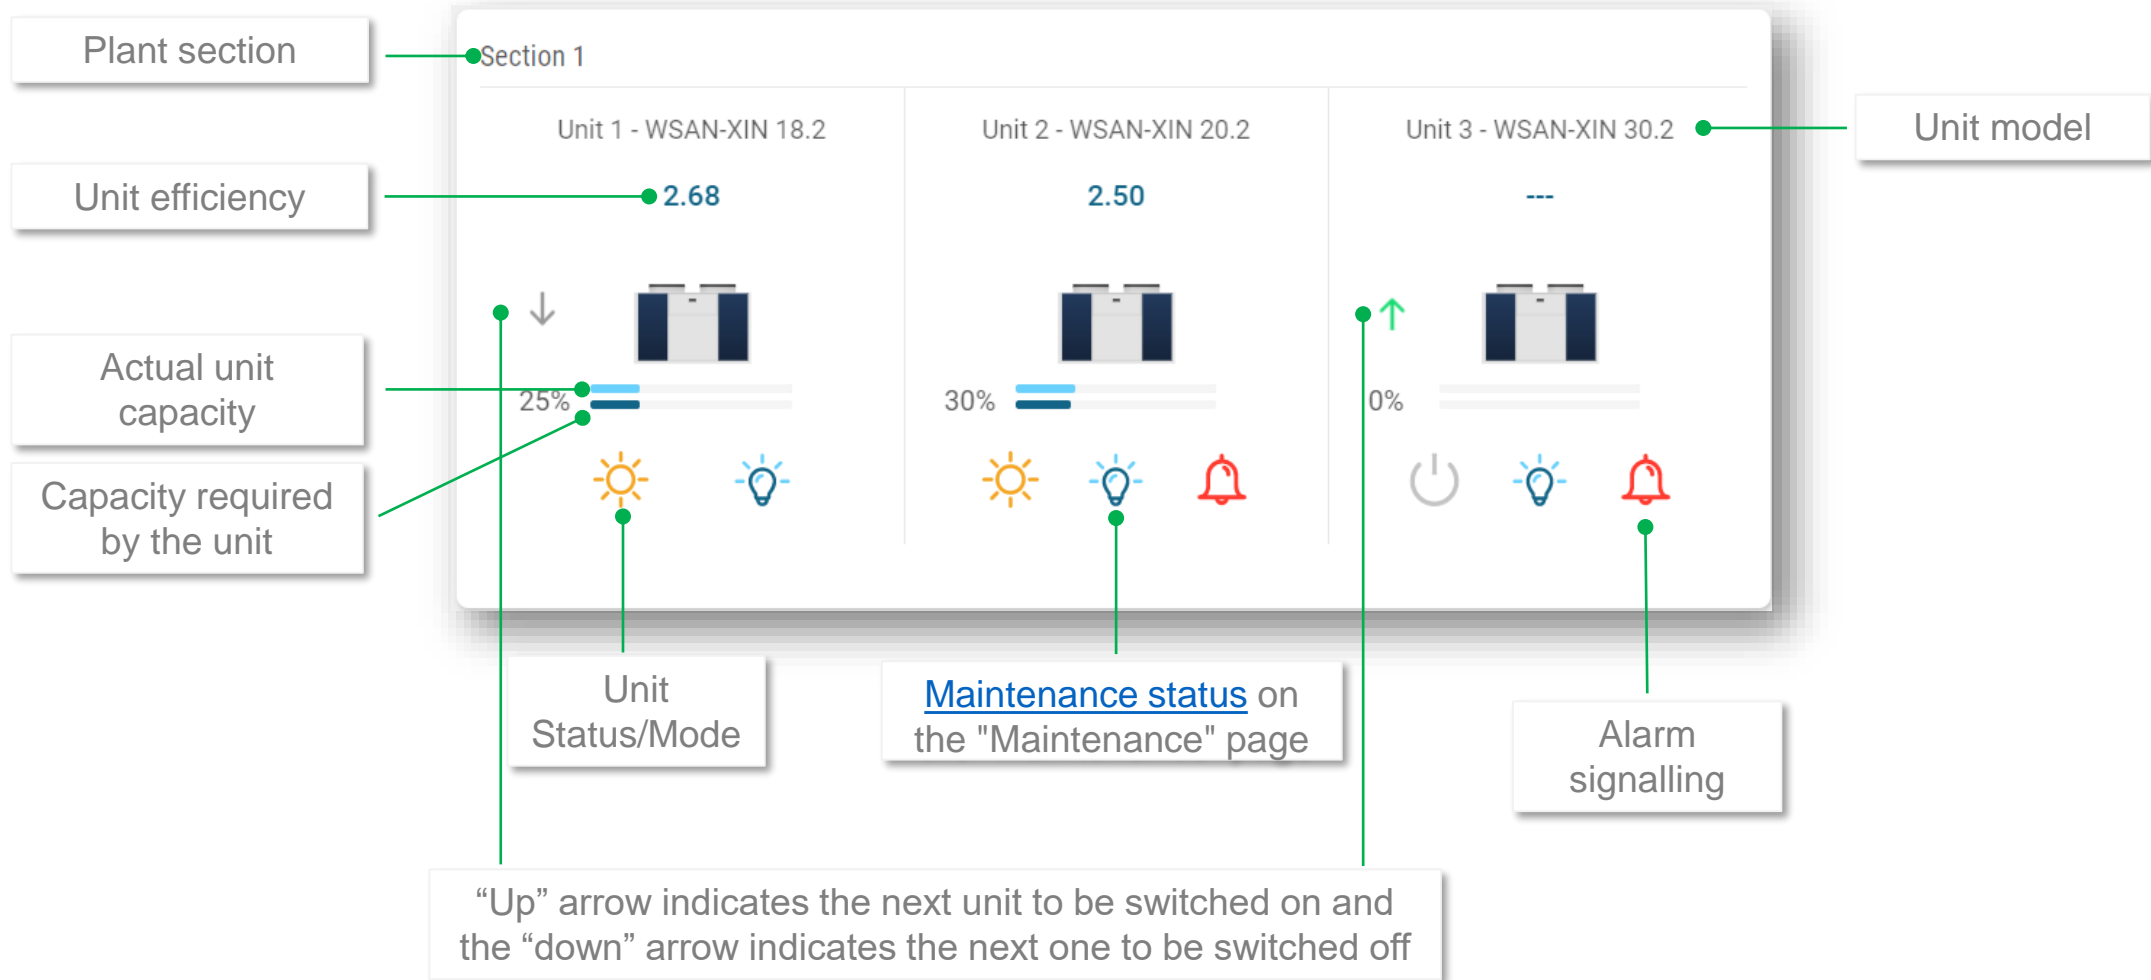 Plant section
Section 1
Unit 1 - WSAN-XIN 18.2
Unit 2 - WSAN-XIN 20.2
Unit 3 - WSAN-XIN 30.2
Unit model
Unit efficiency
2.68
2.50
---
Actual unit
capacity
25%
30%
0%
Capacity required
by the unit
Unit
Status/Mode
Maintenance status on
the "Maintenance" page
Alarm
signalling
“Up” arrow indicates the next unit to be switched on and
the “down” arrow indicates the next one to be switched off